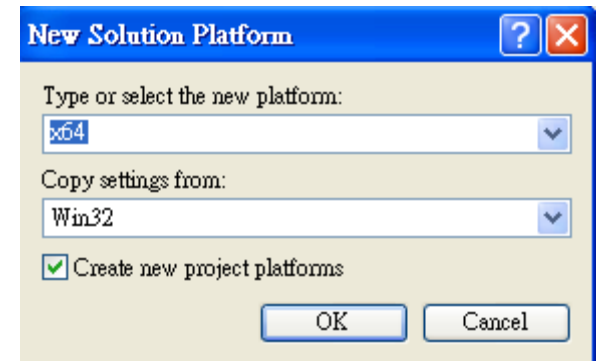 New Solution Platform
Type or select the new platform:
x64
Copy settings from:
Win32
Create new project platforms
OK Cancel